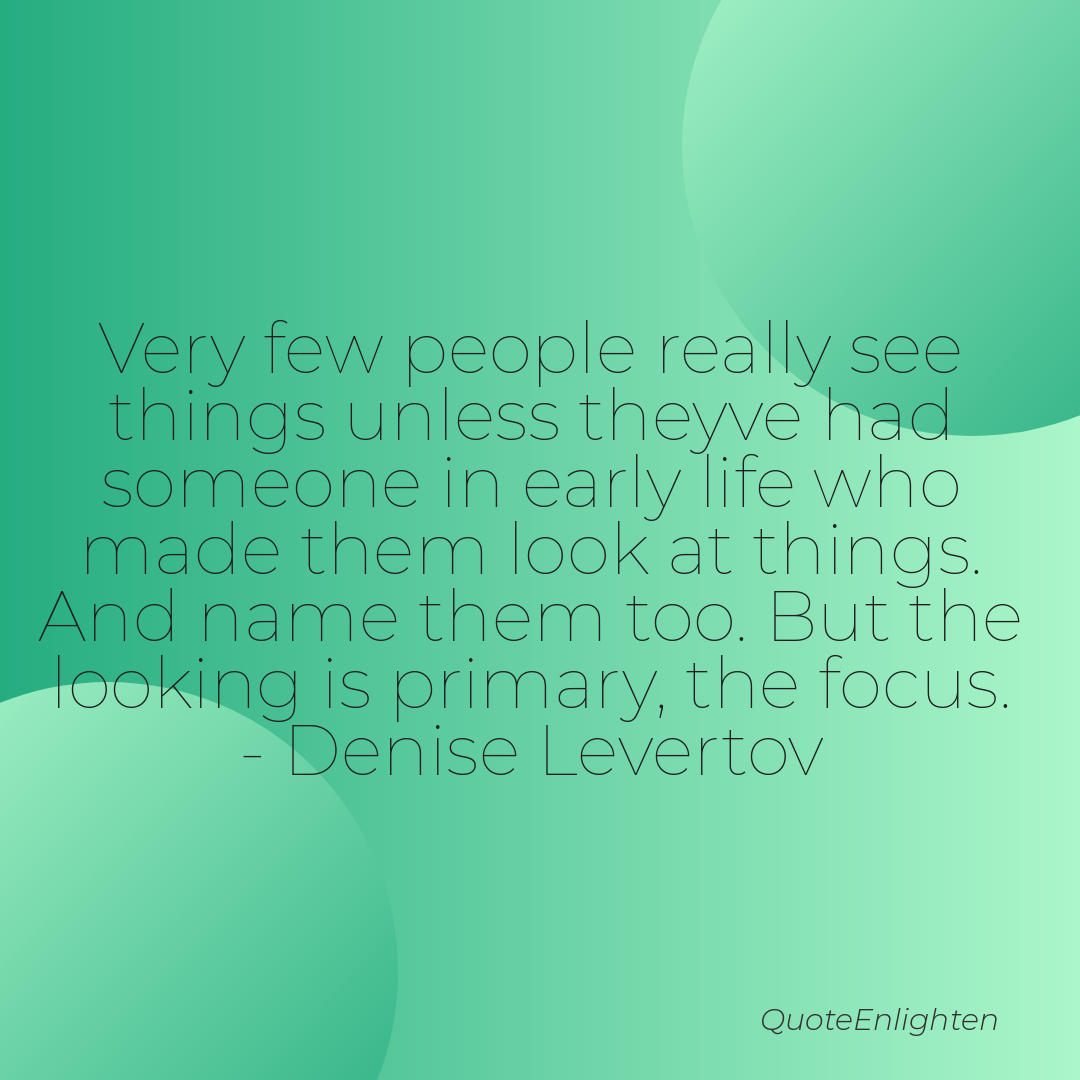 Very few people really see
things unless theyve had
someone in early life who
made them look at things.
And name them too. But the
looking is primary, the focus.
- Denise Levertov
QuoteEnlighten